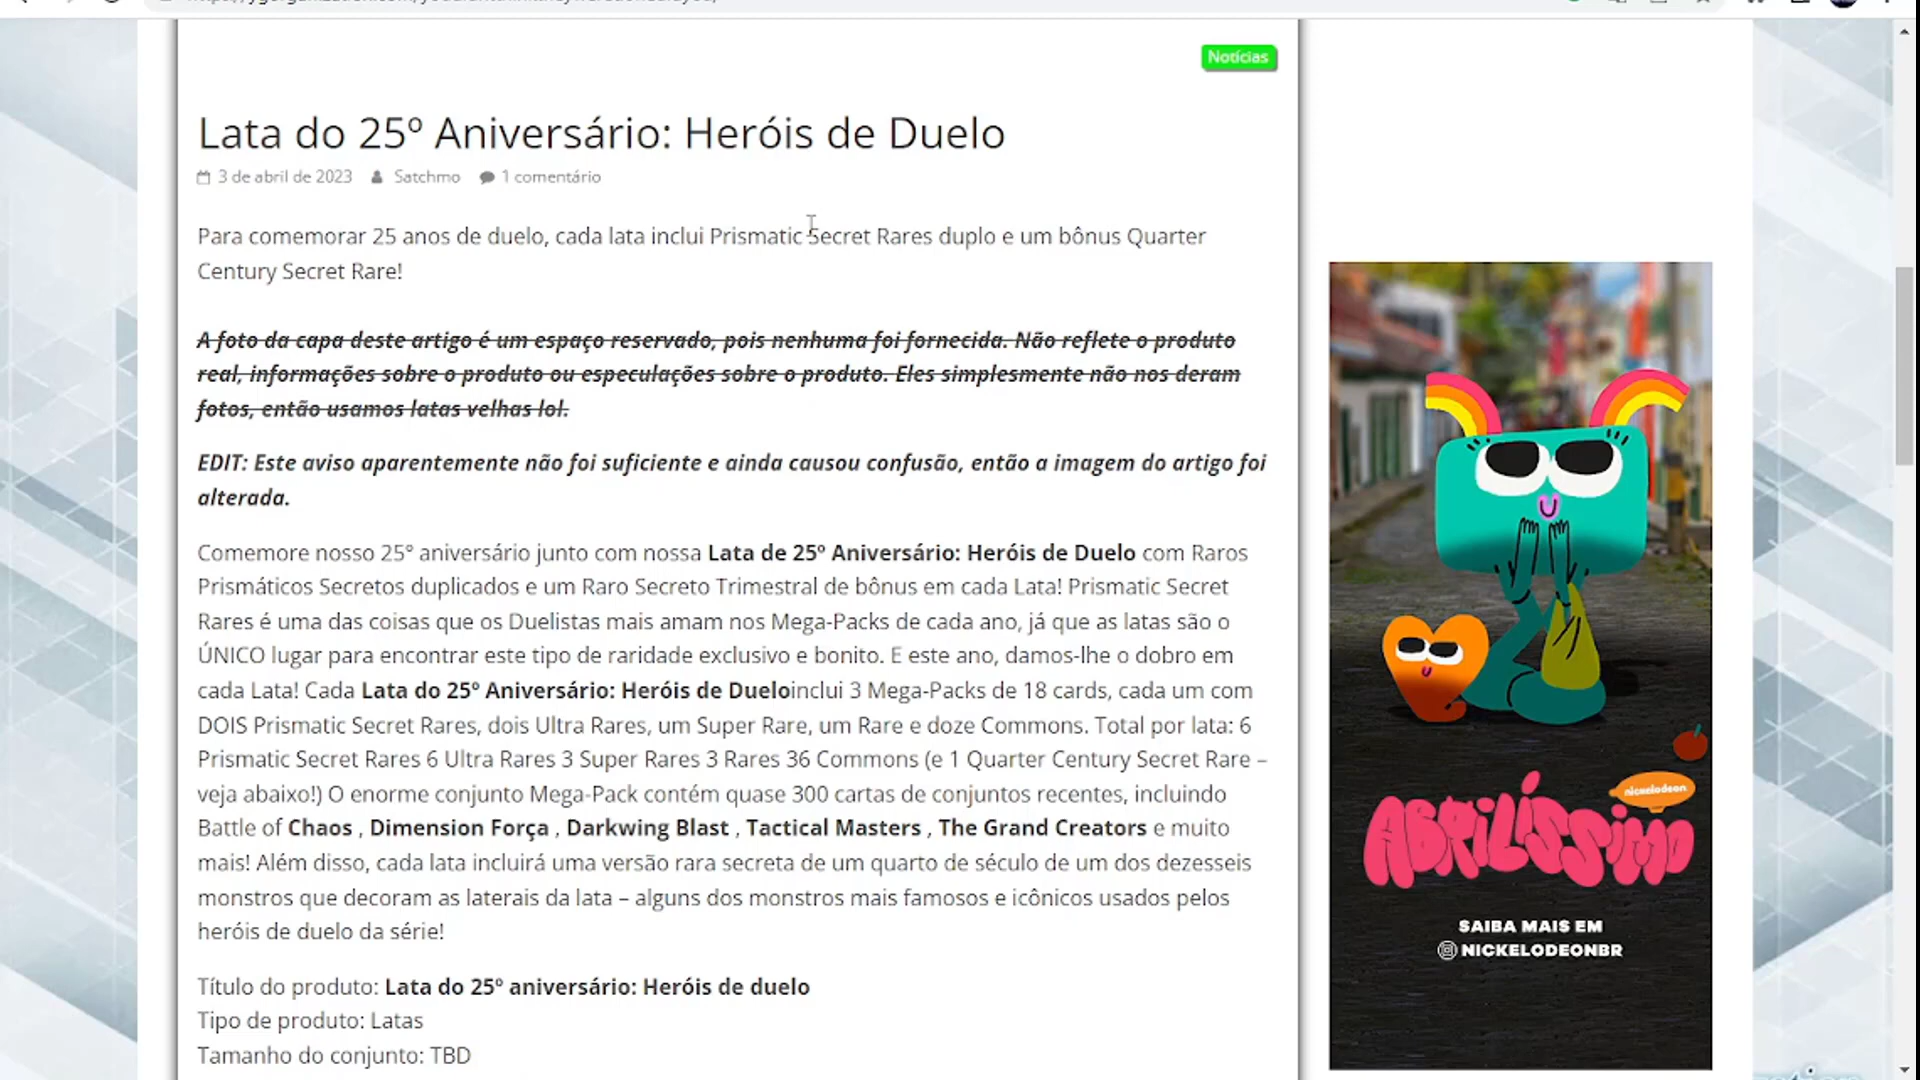 Notícias
Lata do 25º Aniversário: Heróis de Duelo
3 de abril de 2023 Satchmo 1 comentário
Para comemorar 25 anos de duelo, cada lata inclui Prismatic Secret Rares duplo e um bônus Quarter
Century Secret Rare!
A foto da capa deste artigo é um espaço reservado, pois nenhuma foi fornecida. Não reflete o produto
real, informações sobre o produto ou especulações sobre o produto. Eles simplesmente não nos deram
fotos, então usamos latas velhas lol.
EDIT: Este aviso aparentemente não foi suficiente e ainda causou confusão, então a imagem do artigo foi
alterada.
Comemore nosso 25° aniversário junto com nossa Lata de 25º Aniversário: Heróis de Duelo com Raros
Prismáticos Secretos duplicados e um Raro Secreto Trimestral de bônus em cada Lata! Prismatic Secret
Rares é uma das coisas que os Duelistas mais amam nos Mega-Packs de cada ano, já que as latas são o
ÚNICO lugar para encontrar este tipo de raridade exclusivo e bonito. E este ano, damos-lhe o dobro em
cada Lata! Cada Lata do 25º Aniversário: Heróis de Dueloinclui 3 Mega-Packs de 18 cards, cada um com
DOIS Prismatic Secret Rares, dois Ultra Rares, um Super Rare, um Rare e doze Commons. Total por lata: 6
Prismatic Secret Rares 6 Ultra Rares 3 Super Rares 3 Rares 36 Commons (e 1 Quarter Century Secret Rare –
veja abaixo!) O enorme conjunto Mega-Pack contém quase 300 cartas de conjuntos recentes, incluindo
Battle of Chaos , Dimension Força , Darkwing Blast , Tactical Masters , The Grand Creators e muito
mais! Além disso, cada lata incluirá uma versão rara secreta de um quarto de século de um dos dezesseis
monstros que decoram as laterais da lata – alguns dos monstros mais famosos e icônicos usados pelos
heróis de duelo da série!
Título do produto: Lata do 25º aniversário: Heróis de duelo
Tipo de produto: Latas
Tamanho do conjunto: TBD
nickelodeon
ABRILÍSSIMO
SAIBA MAIS EM
NICKELODEONBR